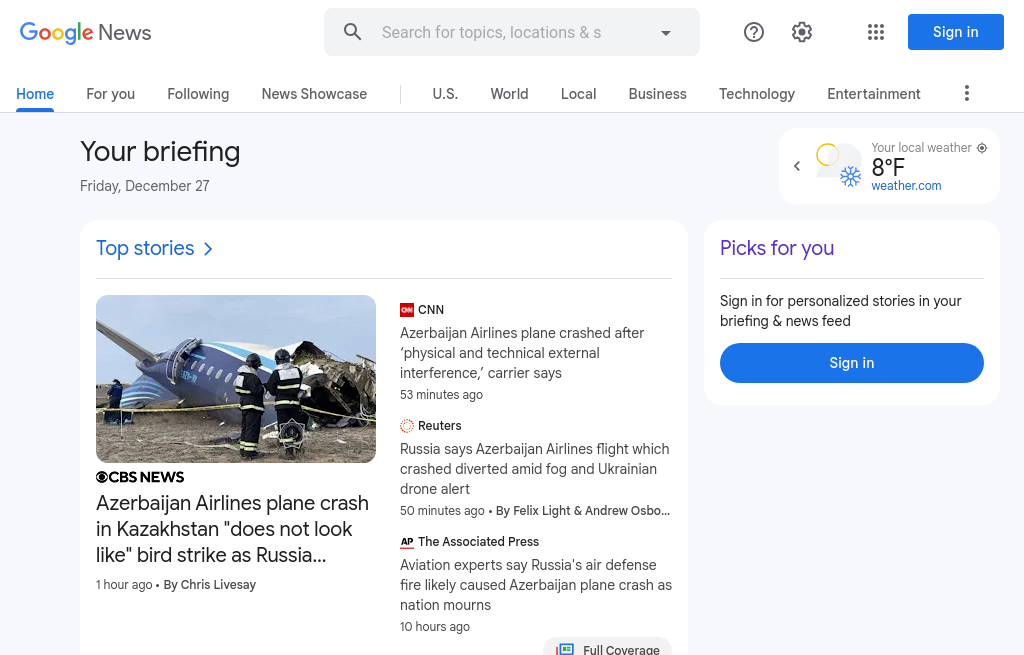 Google News
Search for topics, locations & s
Sign in
Home
For you
Following
News Showcase
U.S.
World
Local
Business
Technology
Entertainment
Your briefing
Friday, December 27
Your local weather
8°F
weather.com
Top stories
Picks for you
Sign in for personalized stories in your
briefing & news feed
Sign in
CBS NEWS
Azerbaijan Airlines plane crash
in Kazakhstan "does not look
like" bird strike as Russia...
1 hour ago • By Chris Livesay
CNN
Azerbaijan Airlines plane crashed after
‘physical and technical external
interference,’ carrier says
53 minutes ago
Reuters
Russia says Azerbaijan Airlines flight which
crashed diverted amid fog and Ukrainian
drone alert
50 minutes ago • By Felix Light & Andrew Osbo...
AP The Associated Press
Aviation experts say Russia's air defense
fire likely caused Azerbaijan plane crash as
nation mourns
10 hours ago
Full Coverage